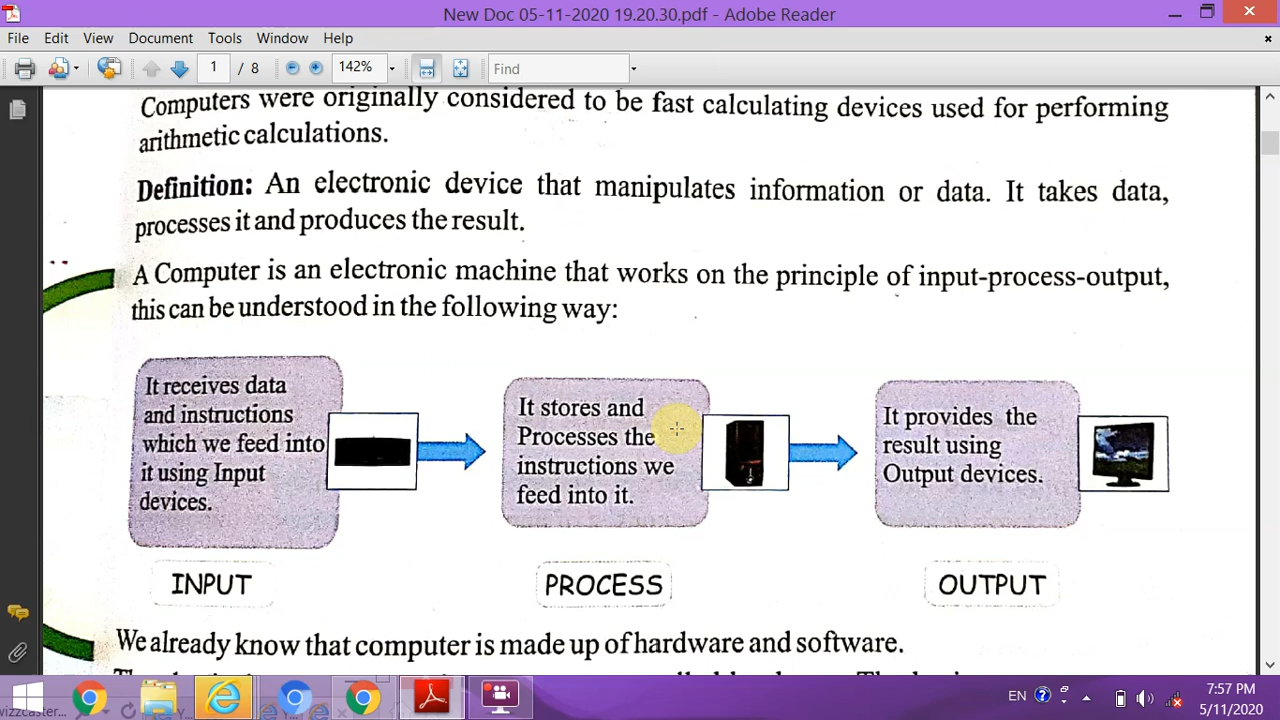 New Doc 05-11-2020 19.20.30.pdf - Adobe Reader
File Edit View Document Tools Window Help
1 / 8 142% Find
Computers were originally considered to be fast calculating devices used for performing
arithmetic calculations.
Definition: An electronic device that manipulates information or data. It takes data,
processes it and produces the result.
A Computer is an electronic machine that works on the principle of input-process-output,
this can be understood in the following way:
It receives data
and instructions
which we feed into
it using Input
devices.
INPUT
It stores and
Processes the
instructions we
feed into it.
PROCESS
It provides the
result using
Output devices.
OUTPUT
We already know that computer is made up of hardware and software.
EN
7:57 PM
5/11/2020